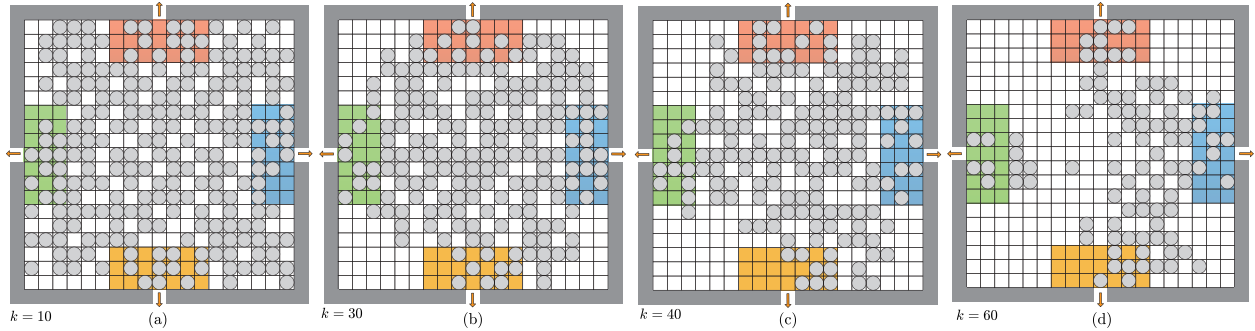 k = 10 (a) k = 30 (b) k = 40 (c) k = 60 (d)